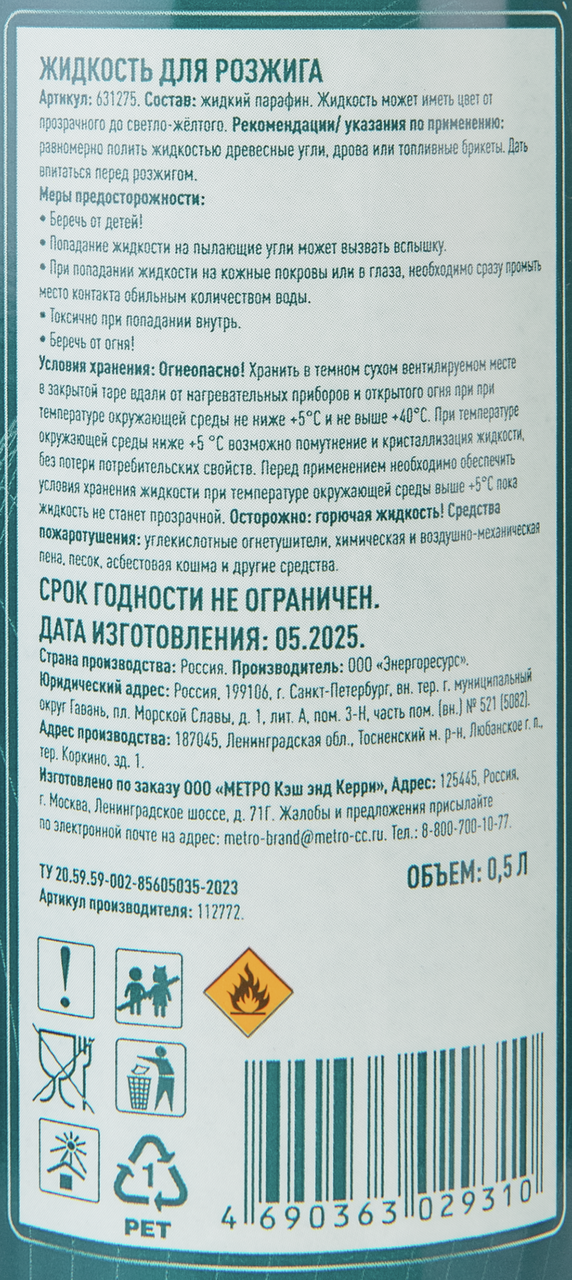 ЖИДКОСТЬ ДЛЯ РОЗЖИГА
Артикул: 631275. Состав: жидкий парафин. Жидкость может иметь цвет от
прозрачного до светло-жёлтого. Рекомендации/ указания по применению:
равномерно полить жидкостью древесные угли, дрова или топливные брикеты. Дать
впитаться перед розжигом.
Меры предосторожности:
• Беречь от детей!
• Попадание жидкости на пылающие угли может вызвать вспышку.
• При попадании жидкости на кожные покровы или в глаза, необходимо сразу промыть
место контакта обильным количеством воды.
• Токсично при попадании внутрь.
• Беречь от огня!
Условия хранения: Огнеопасно! Хранить в темном сухом вентилируемом месте
в закрытой таре вдали от нагревательных приборов и открытого огня при при
температуре окружающей среды не ниже +5°С и не выше +40°С. При температуре
окружающей среды ниже +5 °С возможно помутнение и кристаллизация жидкости,
без потери потребительских свойств. Перед применением необходимо обеспечить
условия хранения жидкости при температуре окружающей среды выше +5°С пока
жидкость не станет прозрачной. Осторожно: горючая жидкость! Средства
пожаротушения: углекислотные огнетушители, химическая и воздушно-механическая
пена, песок, асбестовая кошма и другие средства.
СРОК ГОДНОСТИ НЕ ОГРАНИЧЕН.
ДАТА ИЗГОТОВЛЕНИЯ: 05.2025.
Страна производства: Россия. Производитель: ООО «Энергоресурс».
Юридический адрес: Россия, 199106, г. Санкт-Петербург, вн. тер. г. муниципальный
округ Гавань, пл. Морской Славы, д. 1, лит. А, пом. 3-Н, часть пом. (вн.) № 521 (5082).
Адрес производства: 187045, Ленинградская обл., Тосненский м. р-н, Любанское г. п.,
тер. Коркино, зд. 1.
Изготовлено по заказу ООО «МЕТРО Кэш энд Керри», Адрес: 125445, Россия,
г. Москва, Ленинградское шоссе, д. 71Г. Жалобы и предложения присылайте
по электронной почте на адрес: metro-brand@metro-cc.ru. Тел.: 8-800-700-10-77.
ТУ 20.59.59-002-85605035-2023
ОБЪЕМ: 0,5 Л
Артикул производителя: 112772.
1
PET
4 690363 029310